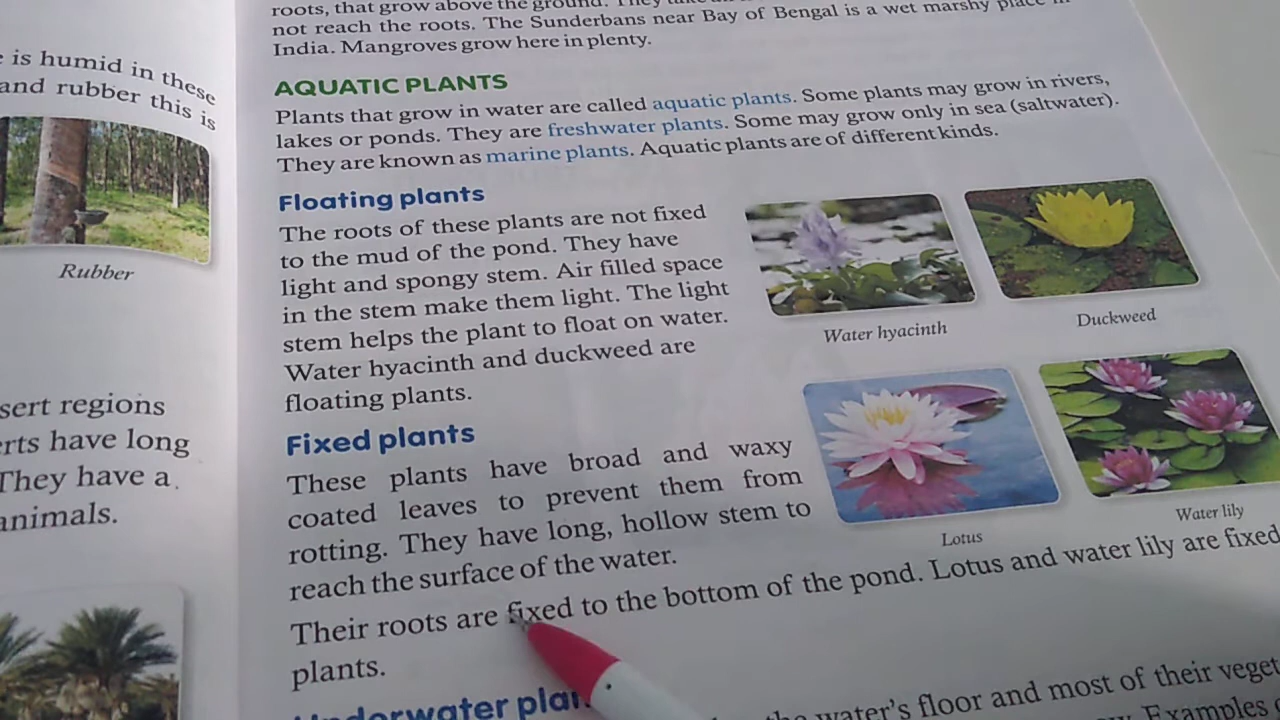 is humid in these
and rubber this is
Rubber
sert regions
erts have long
They have a
animals.
roots, that grow above the ground. They
not reach the roots. The Sunderbans near Bay of Bengal is a wet marshy place in
India. Mangroves grow here in plenty.
AQUATIC PLANTS
Plants that grow in water are called aquatic plants. Some plants may grow in rivers,
lakes or ponds. They are freshwater plants. Some may grow only in sea (saltwater).
They are known as marine plants. Aquatic plants are of different kinds.
Floating plants
The roots of these plants are not fixed
to the mud of the pond. They have
light and spongy stem. Air filled space
in the stem make them light. The light
stem helps the plant to float on water.
Water hyacinth and duckweed are
floating plants.
Water hyacinth
Duckweed
Fixed plants
These plants have broad and waxy
coated leaves to prevent them from
rotting. They have long, hollow stem to
reach the surface of the water.
Lotus
Water lily
Their roots are fixed to the bottom of the pond. Lotus and water lily are fixed
plants.
Underwater plan
the water's floor and most of their veget
Examples